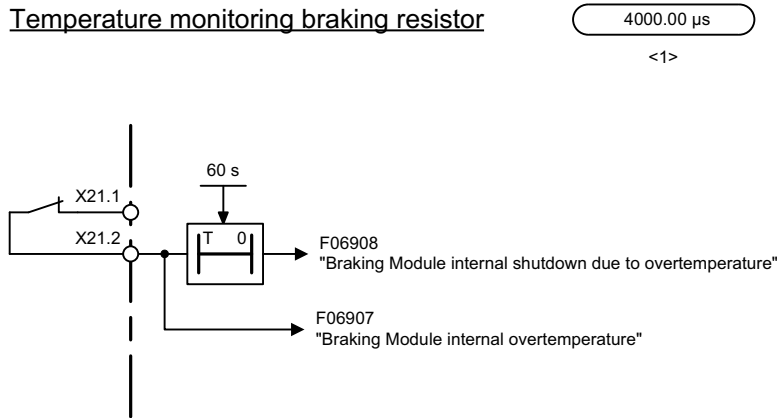 Temperature monitoring braking resistor
4000.00 µs
<1>
60 s
X21.1
X21.2
T 0
F06908
"Braking Module internal shutdown due to overtemperature"
F06907
"Braking Module internal overtemperature"